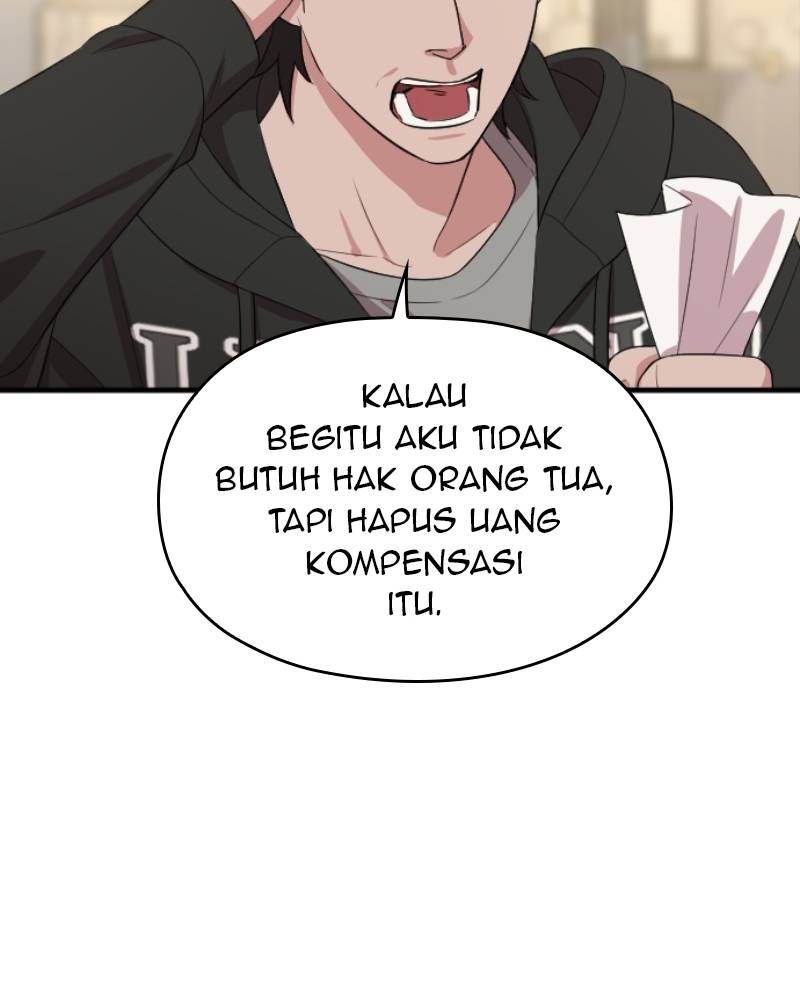 KALAU
BEGITU AKU TIDAK
BUTUH HAK ORANG TUA,
TAPI HAPUS UANG
KOMPENSASI
ITU.